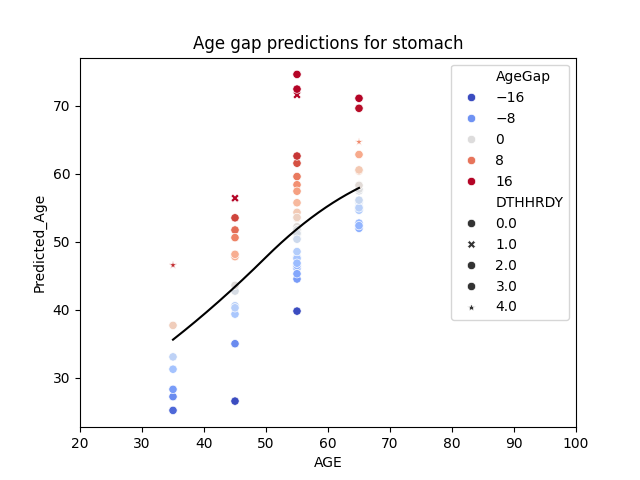 Age gap predictions for stomach
AgeGap
−16
−8
0
8
16
DTHHRDY
0.0
1.0
2.0
3.0
4.0
Predicted_Age
70
60
50
40
30
20 30 40 50 60 70 80 90 100
AGE